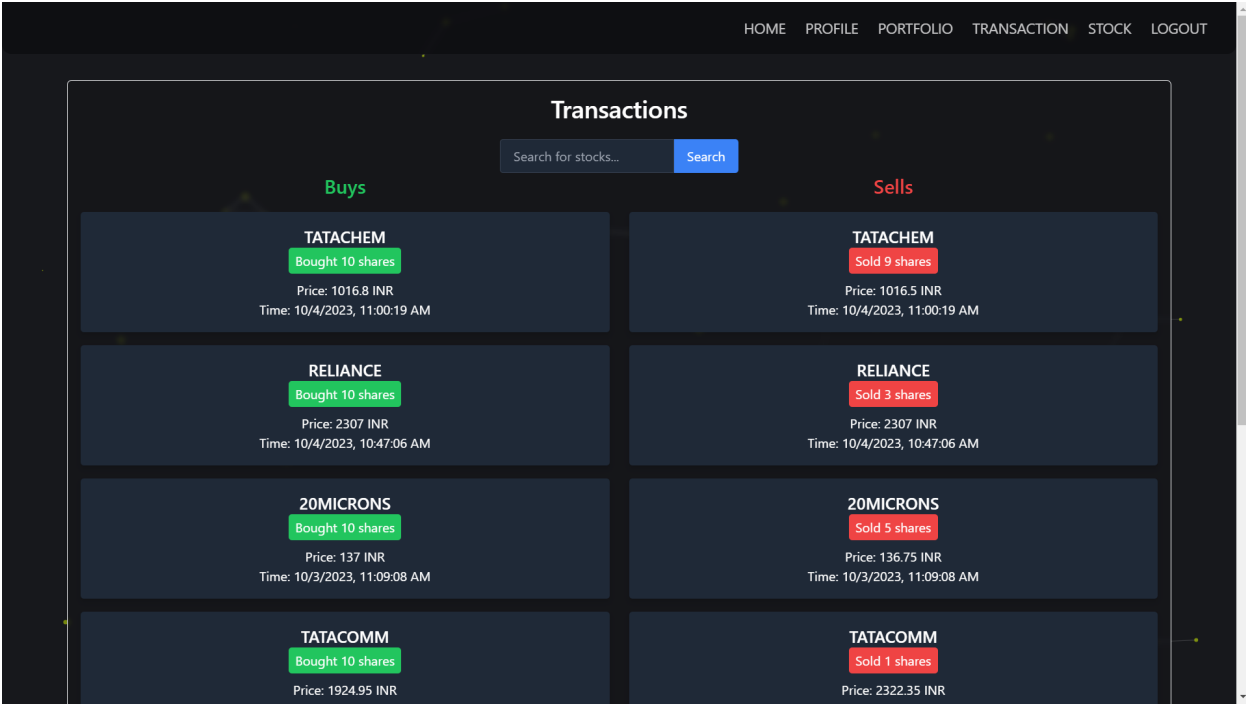 HOME PROFILE PORTFOLIO TRANSACTION STOCK LOGOUT
Transactions
Search for stocks... Search
Buys
TATACHEM
Bought 10 shares
Price: 1016.8 INR
Time: 10/4/2023, 11:00:19 AM
RELIANCE
Bought 10 shares
Price: 2307 INR
Time: 10/4/2023, 10:47:06 AM
20MICRONS
Bought 10 shares
Price: 137 INR
Time: 10/3/2023, 11:09:08 AM
TATACOMM
Bought 10 shares
Price: 1924.95 INR
Sells
TATACHEM
Sold 9 shares
Price: 1016.5 INR
Time: 10/4/2023, 11:00:19 AM
RELIANCE
Sold 3 shares
Price: 2307 INR
Time: 10/4/2023, 10:47:06 AM
20MICRONS
Sold 5 shares
Price: 136.75 INR
Time: 10/3/2023, 11:09:08 AM
TATACOMM
Sold 1 shares
Price: 2322.35 INR